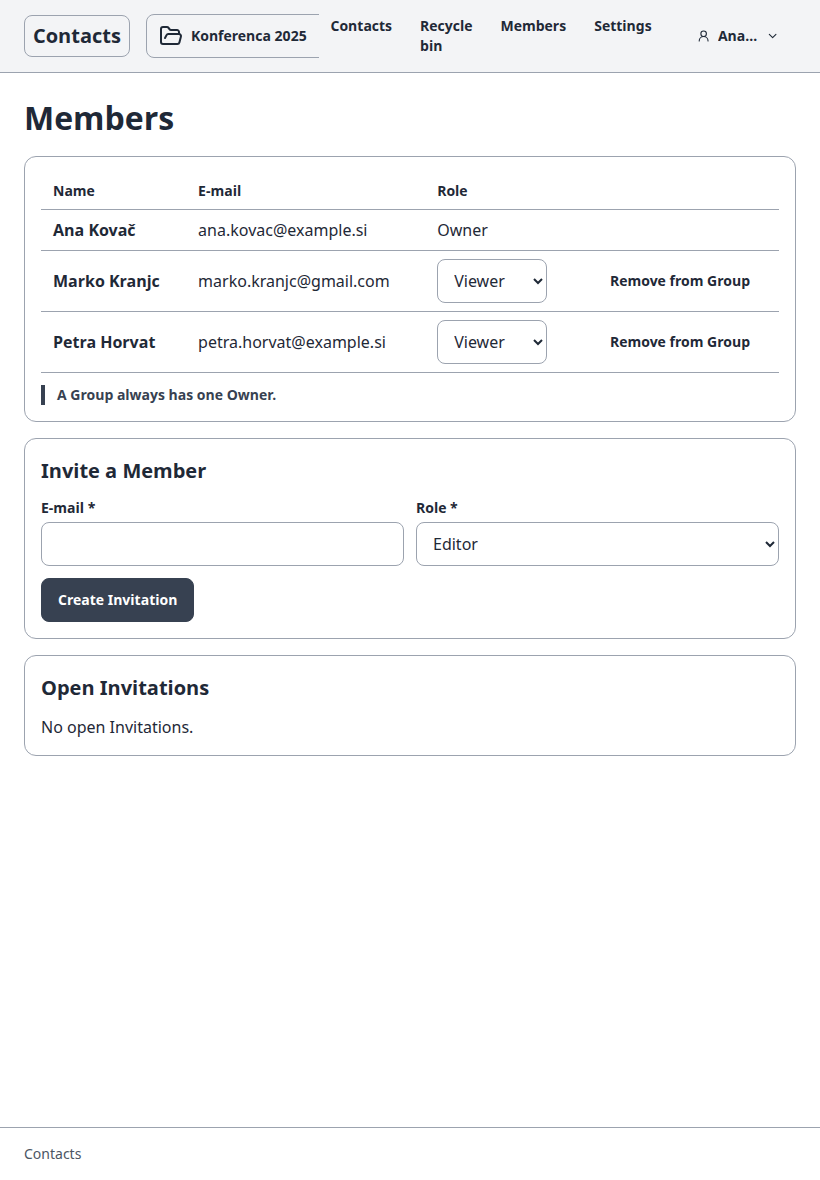 Contacts
Konferenca 2025
Contacts
Recycle
bin
Members
Settings
Ana...
Members
Name E-mail Role
Ana Kovač ana.kovac@example.si Owner
Marko Kranjc marko.kranjc@gmail.com Viewer Remove from Group
Petra Horvat petra.horvat@example.si Viewer Remove from Group
A Group always has one Owner.
Invite a Member
E-mail * Role *
Editor
Create Invitation
Open Invitations
No open Invitations.
Contacts